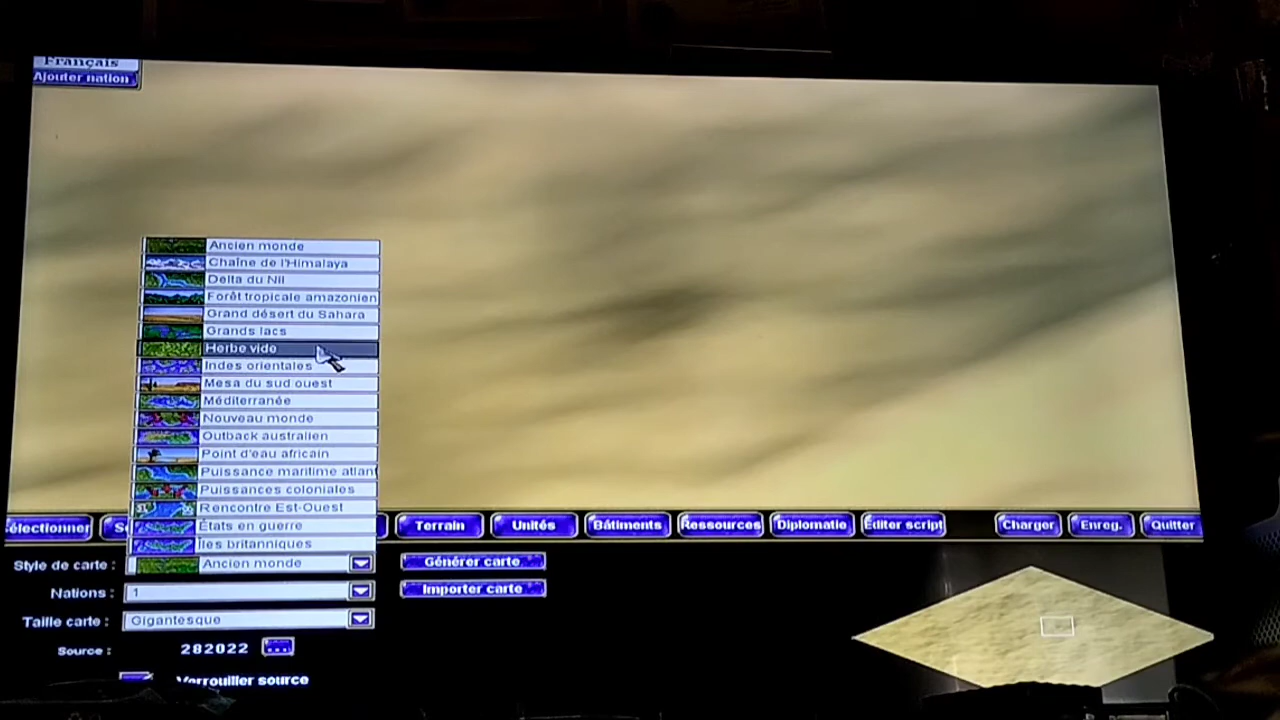 Français
Ajouter nation
Ancien monde
Chaîne de l'Himalaya
Delta du Nil
Forêt tropicale amazonien
Grand désert du Sahara
Grands lacs
Herbe vide
Indes orientales
Mesa du sud ouest
Méditerranée
Nouveau monde
Outback australien
Point d'eau africain
Puissance maritime atlant
Puissances coloniales
Rencontre Est-Ouest
États en guerre
Îles britanniques
électionner Terrain Unités Bâtiments Ressources Diplomatie Éditer script Charger Enreg. Quitter
Style de carte : Ancien monde Générer carte
Nations : 1 Importer carte
Taille carte : Gigantesque
Source : 282022 ...
Verrouiller source